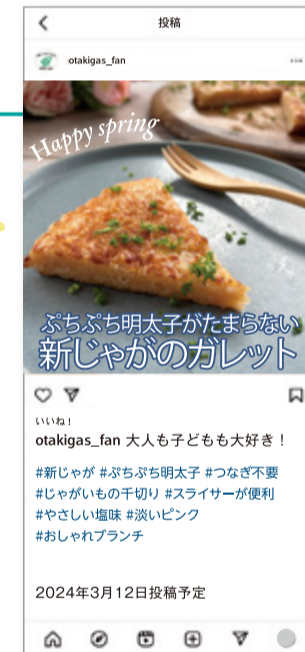 投稿
otakigas_fan
Happy spring
ぷちぷち明太子がたまらない
新じゃがのガレット
いいね!
otakigas_fan 大人も子どもも大好き!
#新じゃが #ぷちぷち明太子 #つなぎ不要
#じゃがいもの千切り #スライサーが便利
#やさしい塩味 #淡いピンク
#おしゃれブランチ
2024年3月12日投稿予定